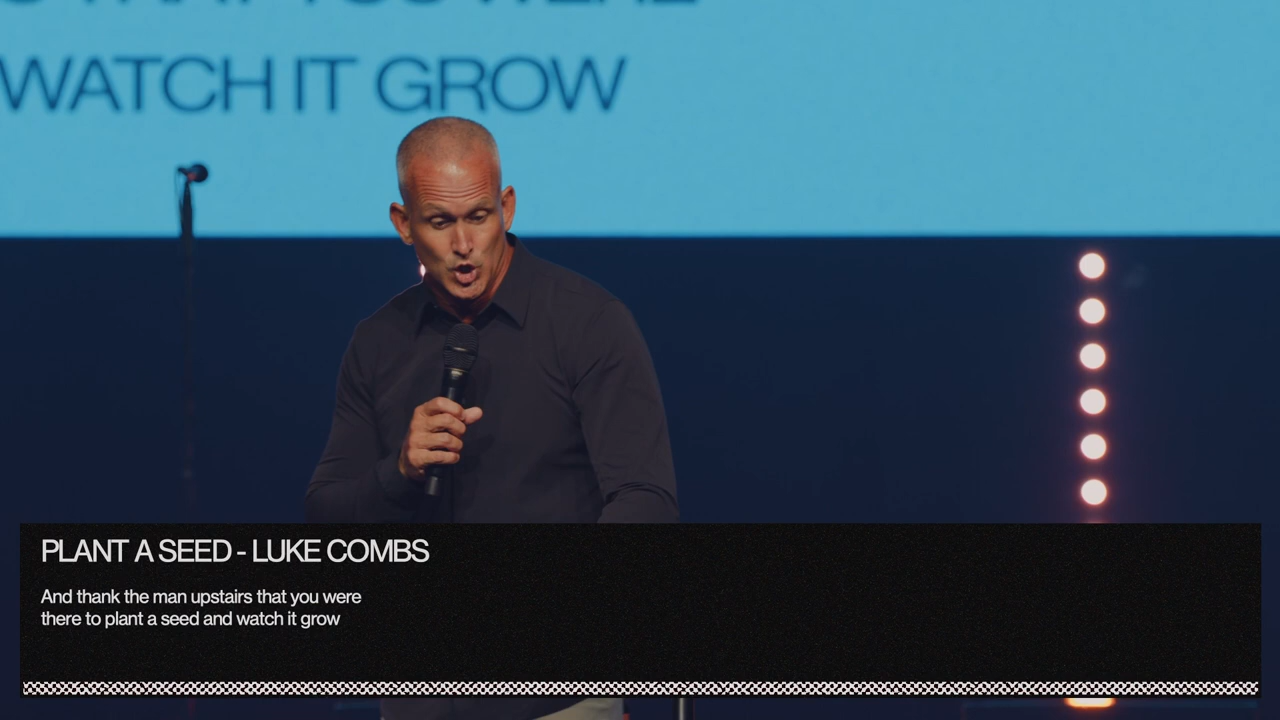 WATCH IT GROW
PLANT A SEED - LUKE COMBS
And thank the man upstairs that you were
there to plant a seed and watch it grow